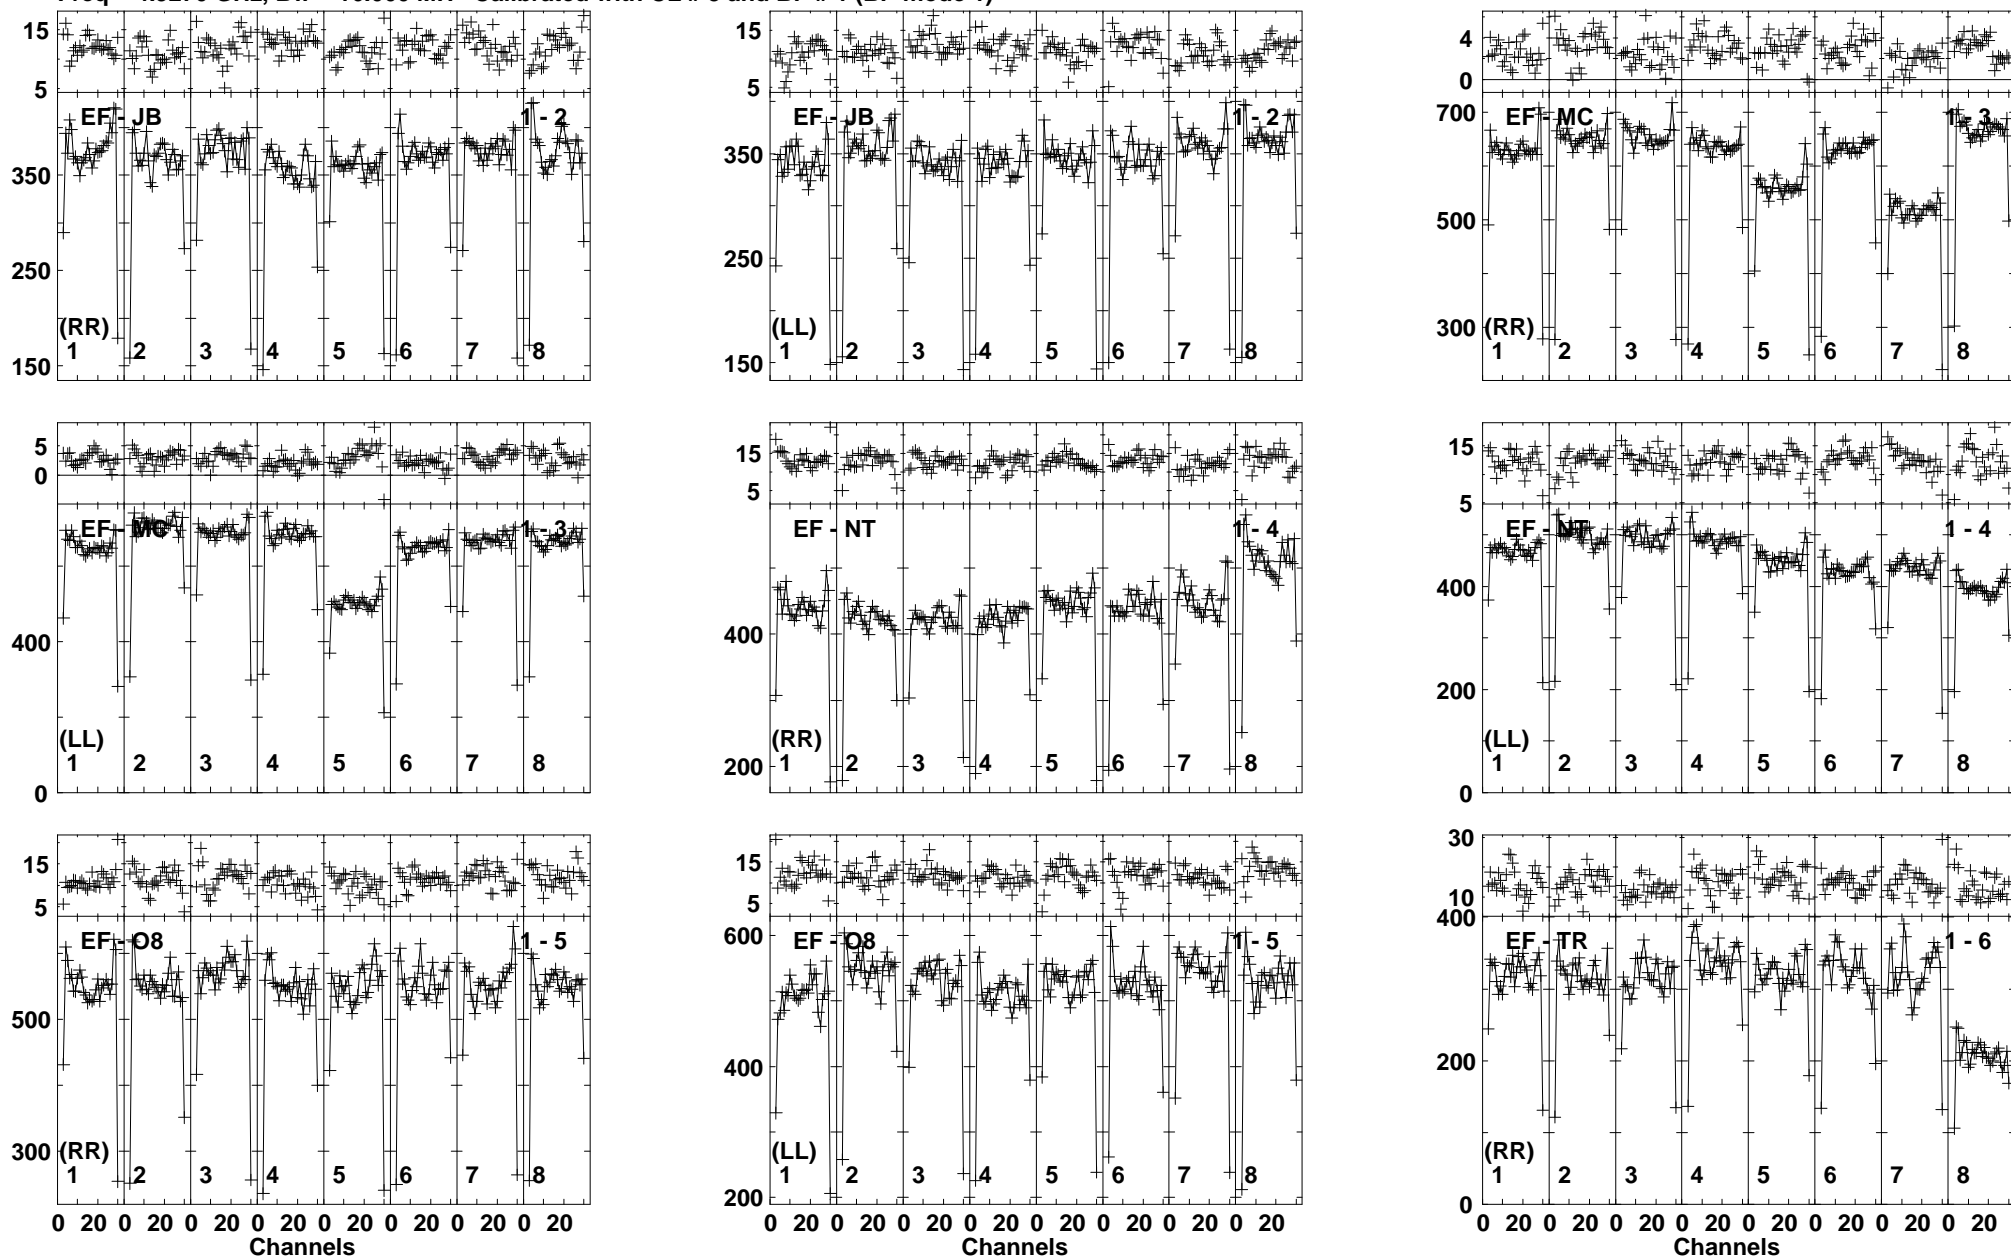 15 5 EF - JB 1 - 2 350 250 150 (RR) 1 2 3 4 5 6 7 8
15 5 EF - JB 1 - 2 350 250 150 (LL) 1 2 3 4 5 6 7 8
4 0 EF - MC 1 - 3 700 500 300 (RR) 1 2 3 4 5 6 7 8
5 0 EF - MC 1 - 3 400 0 (LL) 1 2 3 4 5 6 7 8
15 5 EF - NT 1 - 4 400 200 (RR) 1 2 3 4 5 6 7 8
15 5 EF - NT 1 - 4 400 200 0 (LL) 1 2 3 4 5 6 7 8
15 5 EF - O8 1 - 5 500 300 (RR) 1 2 3 4 5 6 7 8
0 20 0 20 0 20 0 20 0 20 0 20 0 20 0 20
Channels
15 5 EF - O8 1 - 5 600 400 200 (LL) 1 2 3 4 5 6 7 8
0 20 0 20 0 20 0 20 0 20 0 20 0 20 0 20
Channels
30 10 EF - TR 1 - 6 400 200 0 (RR) 1 2 3 4 5 6 7 8
0 20 0 20 0 20 0 20 0 20 0 20 0 20 0 20
Channels